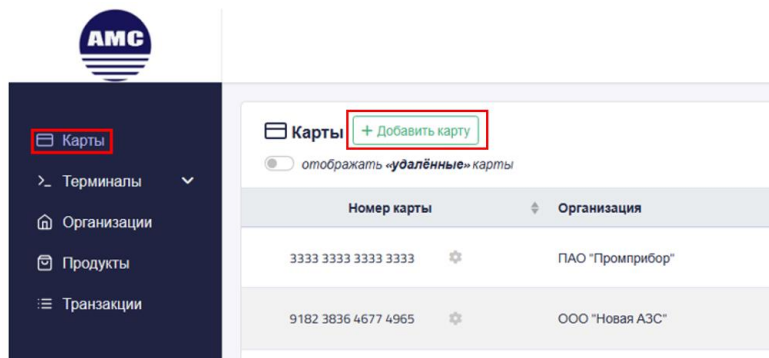 АМС
Карты
Терминалы
Организации
Продукты
Транзакции
Карты + Добавить карту
отображать «удалённые» карты
Номер карты Организация
3333 3333 3333 3333 ПАО "Промприбор"
9182 3836 4677 4965 ООО "Новая АЗС"